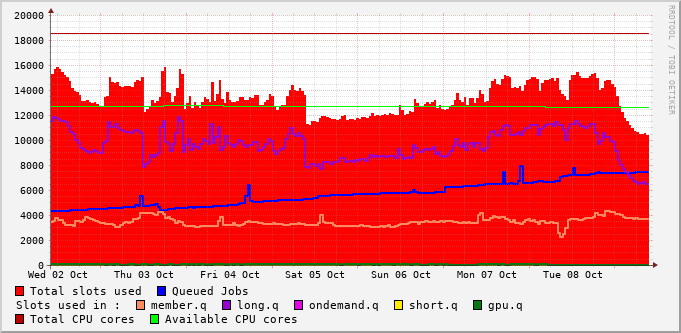 20000
18000
16000
14000
12000
10000
8000
6000
4000
2000
0
Wed 02 Oct Thu 03 Oct Fri 04 Oct Sat 05 Oct Sun 06 Oct Mon 07 Oct Tue 08 Oct
Total slots used Queued Jobs
Slots used in : member.q long.q ondemand.q short.q gpu.q
Total CPU cores Available CPU cores
RRDTOOL / TOBI OETIKER